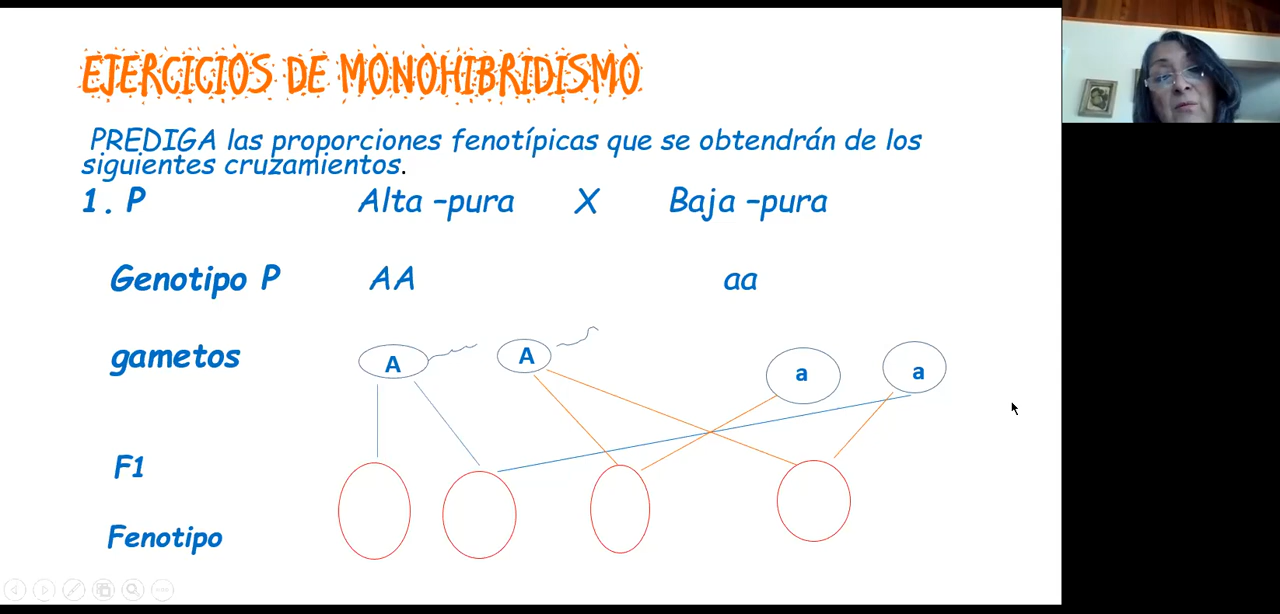 EJERCICIOS DE MONOHIBRIDISMO
PREDIGA las proporciones fenotípicas que se obtendrán de los
siguientes cruzamientos.
1. P Alta -pura X Baja -pura
Genotipo P AA aa
gametos A A a a
F1
Fenotipo